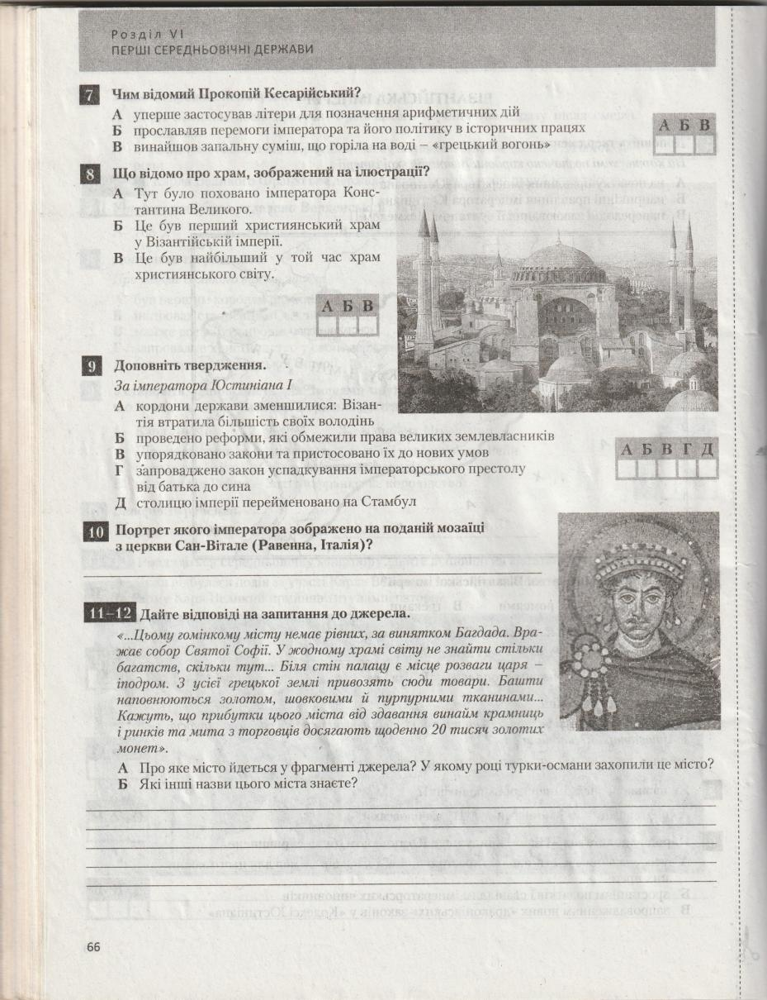 Розділ VI
ПЕРШІ СЕРЕДНЬОВІЧНІ ДЕРЖАВИ
7 Чим відомий Прокопій Кесарійський?
А уперше застосував літери для позначення арифметичних дій
Б прославляв перемоги імператора та його політику в історичних працях
В винайшов запальну суміш, що горіла на воді – «грецький вогонь»
А Б В
8 Що відомо про храм, зображений на ілюстрації?
А Тут було поховано імператора Конс-
тантина Великого.
Б Це був перший християнський храм
у Візантійській імперії.
В Це був найбільший у той час храм
християнського світу.
А Б В
9 Доповніть твердження.
За імператора Юстиніана І
А кордони держави зменшилися: Візан-
тія втратила більшість своїх володінь
Б проведено реформи, які обмежили права великих землевласників
В упорядковано закони та пристосовано їх до нових умов
Г запроваджено закон успадкування імператорського престолу
від батька до сина
Д столицю імперії перейменовано на Стамбул
А Б В Г Д
10 Портрет якого імператора зображено на поданій мозаїці
з церкви Сан-Вітале (Равенна, Італія)?
11–12 Дайте відповіді на запитання до джерела.
«...Цьому гомінкому місту немає рівних, за винятком Багдада. Вра-
жає собор Святої Софії. У жодному храмі світу не знайти стільки
багатств, скільки тут... Біля стін палацу є місце розваги царя –
іподром. З усієї грецької землі привозять сюди товари. Башти
наповнюються золотом, шовковими й пурпурними тканинами...
Кажуть, що прибутки цього міста від здавання винайм крамниць
і ринків та мита з торговців досягають щоденно 20 тисяч золотих
монет».
А Про яке місто йдеться у фрагменті джерела? У якому році турки-османи захопили це місто?
Б Які інші назви цього міста знаєте?
66